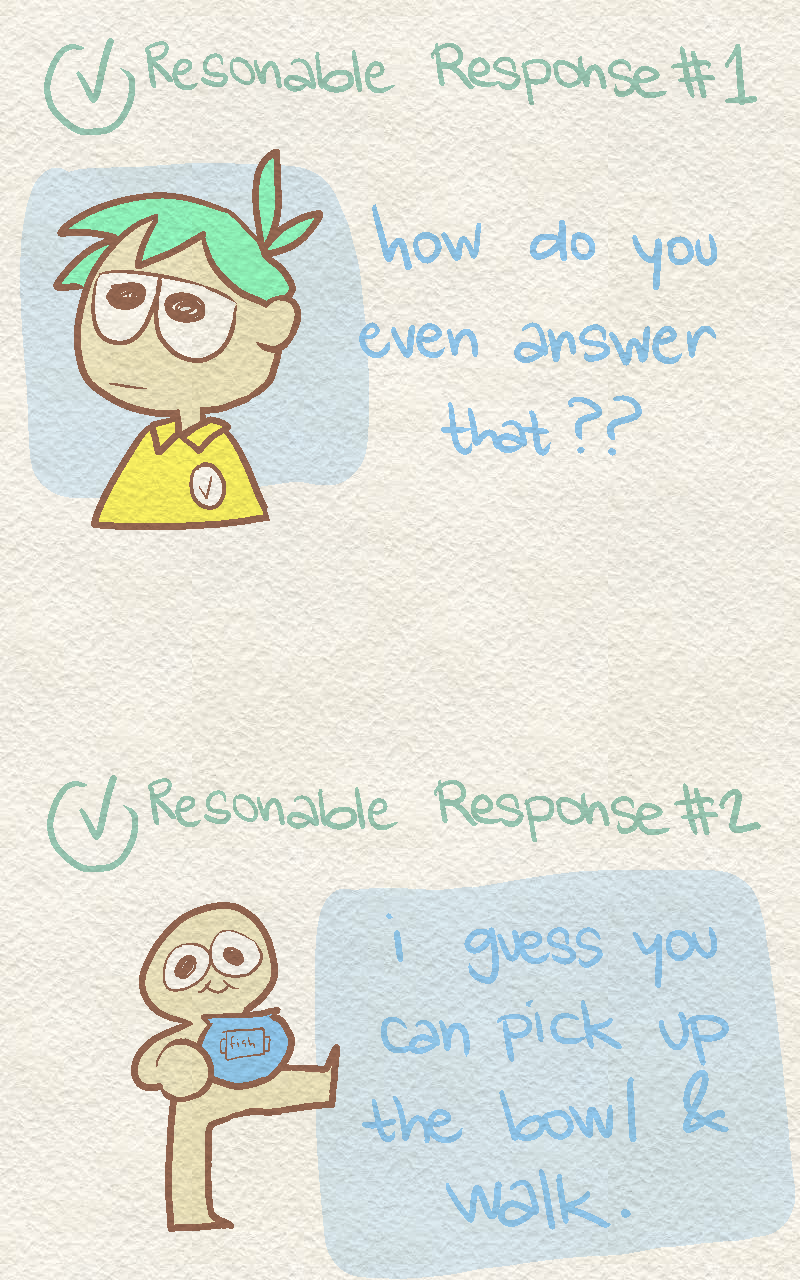 Resonable Response #1
how do you
even answer
that??
Resonable Response #2
fish
i guess you
can pick up
the bowl &
walk.